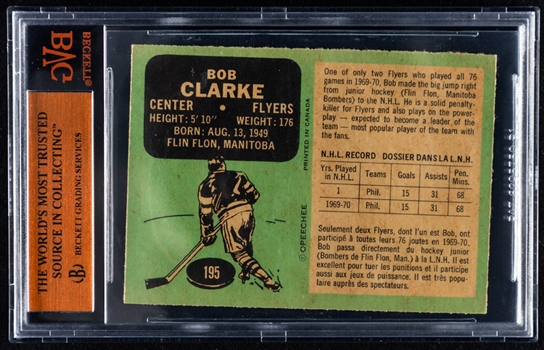 BECKETT
BVG
THE WORLD'S MOST TRUSTED
SOURCE IN COLLECTING™
BECKETT GRADING SERVICES
BOB
CLARKE
CENTER • FLYERS
HEIGHT: 5' 10" WEIGHT: 176
BORN: AUG. 13, 1949
FLIN FLON, MANITOBA
195
PRINTED IN CANADA
© OPEECHEE
One of only two Flyers who played all 76
games in 1969-70, Bob made the big jump right
from junior hockey (Flin Flon, Manitoba
Bombers) to the N.H.L. He is a solid penalty-
killer for Flyers and also plays on the power-
play — expected to become a leader of the
team — most popular player of the team with
the fans.
N.H.L. RECORD DOSSIER DANS LA L.N.H.
Yrs. Played in N.H.L. Teams Goals Assists Pen. Mins.
1 Phil. 15 31 68
1969-70 Phil. 15 31 68
Seulement deux Flyers, dont l'un est Bob, ont
participé à toutes leurs 76 joutes en 1969-70.
Bob passa directement du hockey junior
(Bombers de Flin Flon, Man.) à la L.N.H. Il est
excellent pour tuer les punitions et participe
aussi aux jeux de puissance. Il est très populaire
auprès des spectateurs.